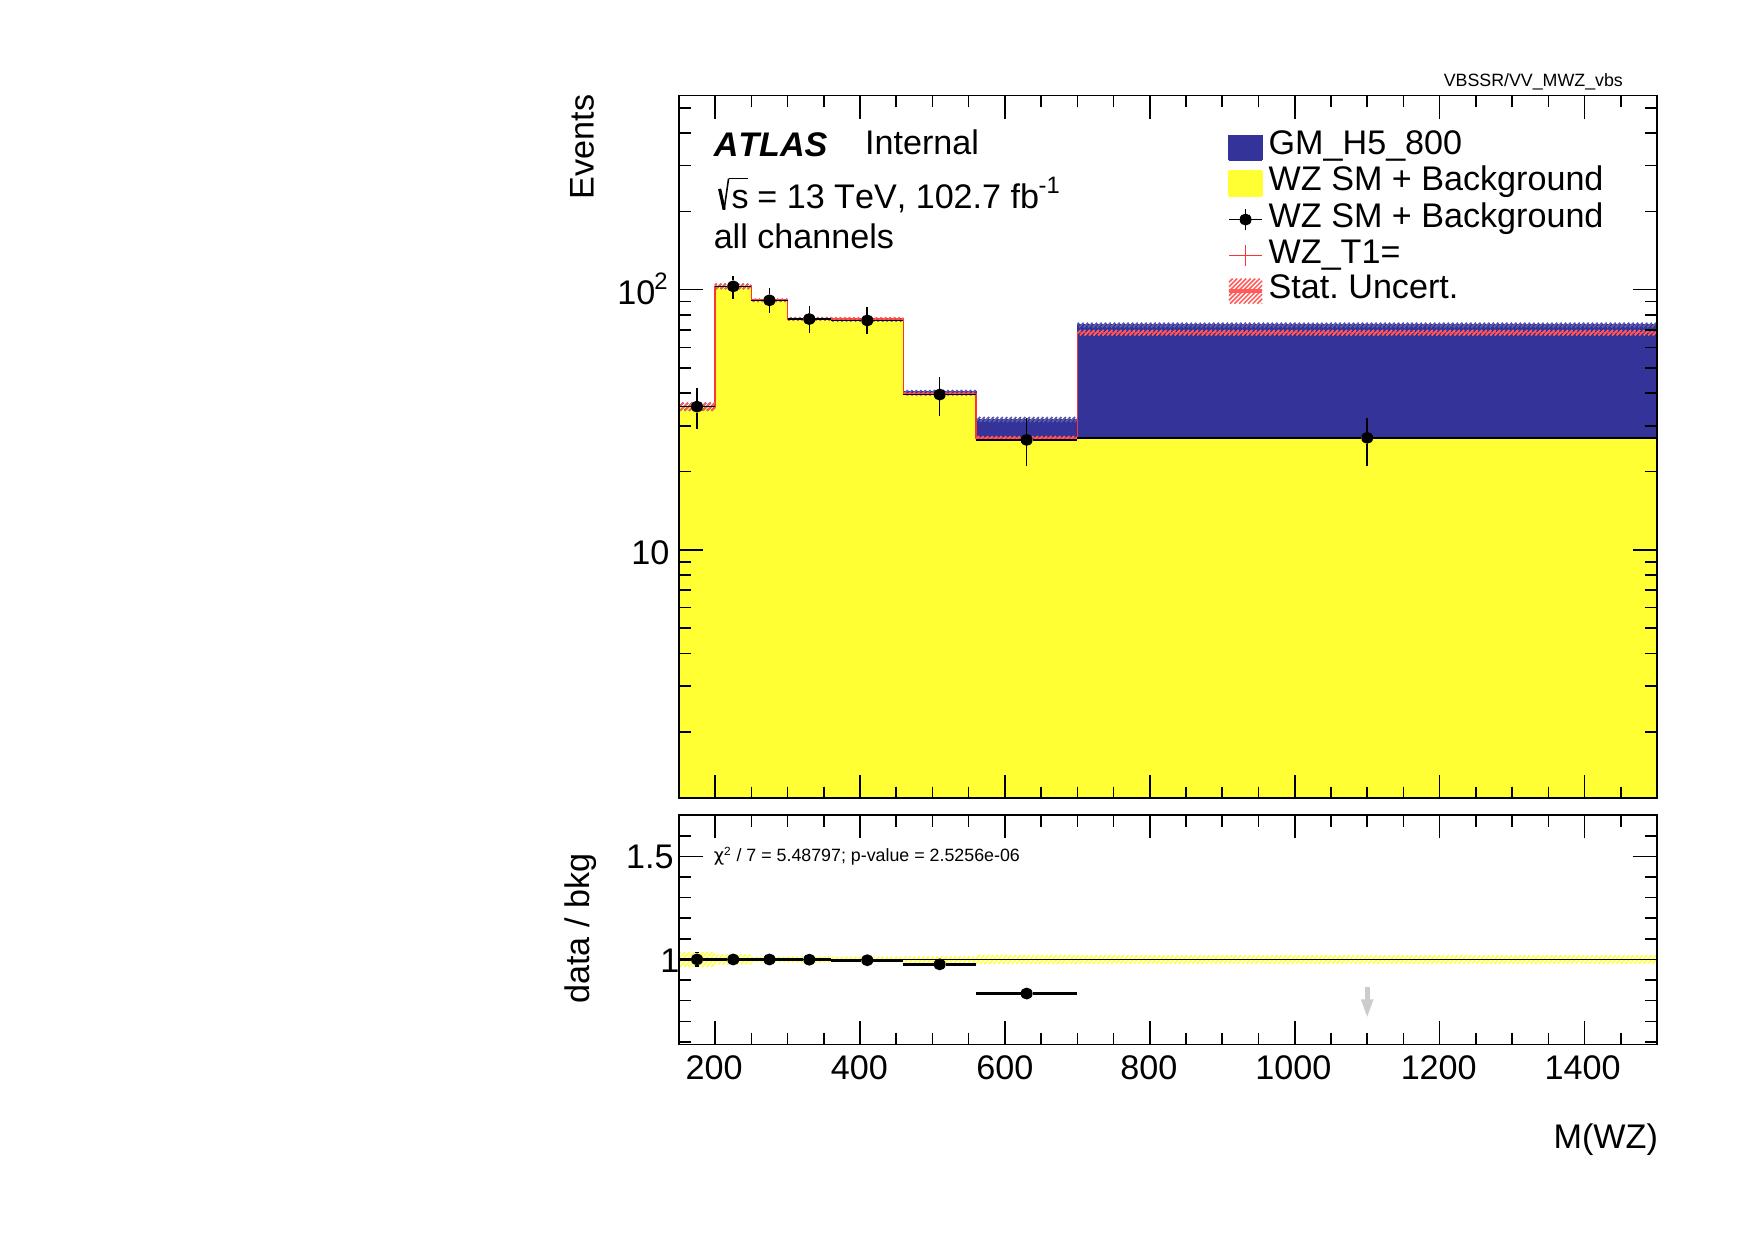 VBSSR/VV_MWZ_vbs
Events
ATLAS Internal
√s = 13 TeV, 102.7 fb⁻¹
all channels
GM_H5_800
WZ SM + Background
WZ SM + Background
WZ_T1=
Stat. Uncert.
10²
10
data / bkg
1.5
χ² / 7 = 5.48797; p-value = 2.5256e-06
1
200 400 600 800 1000 1200 1400
M(WZ)